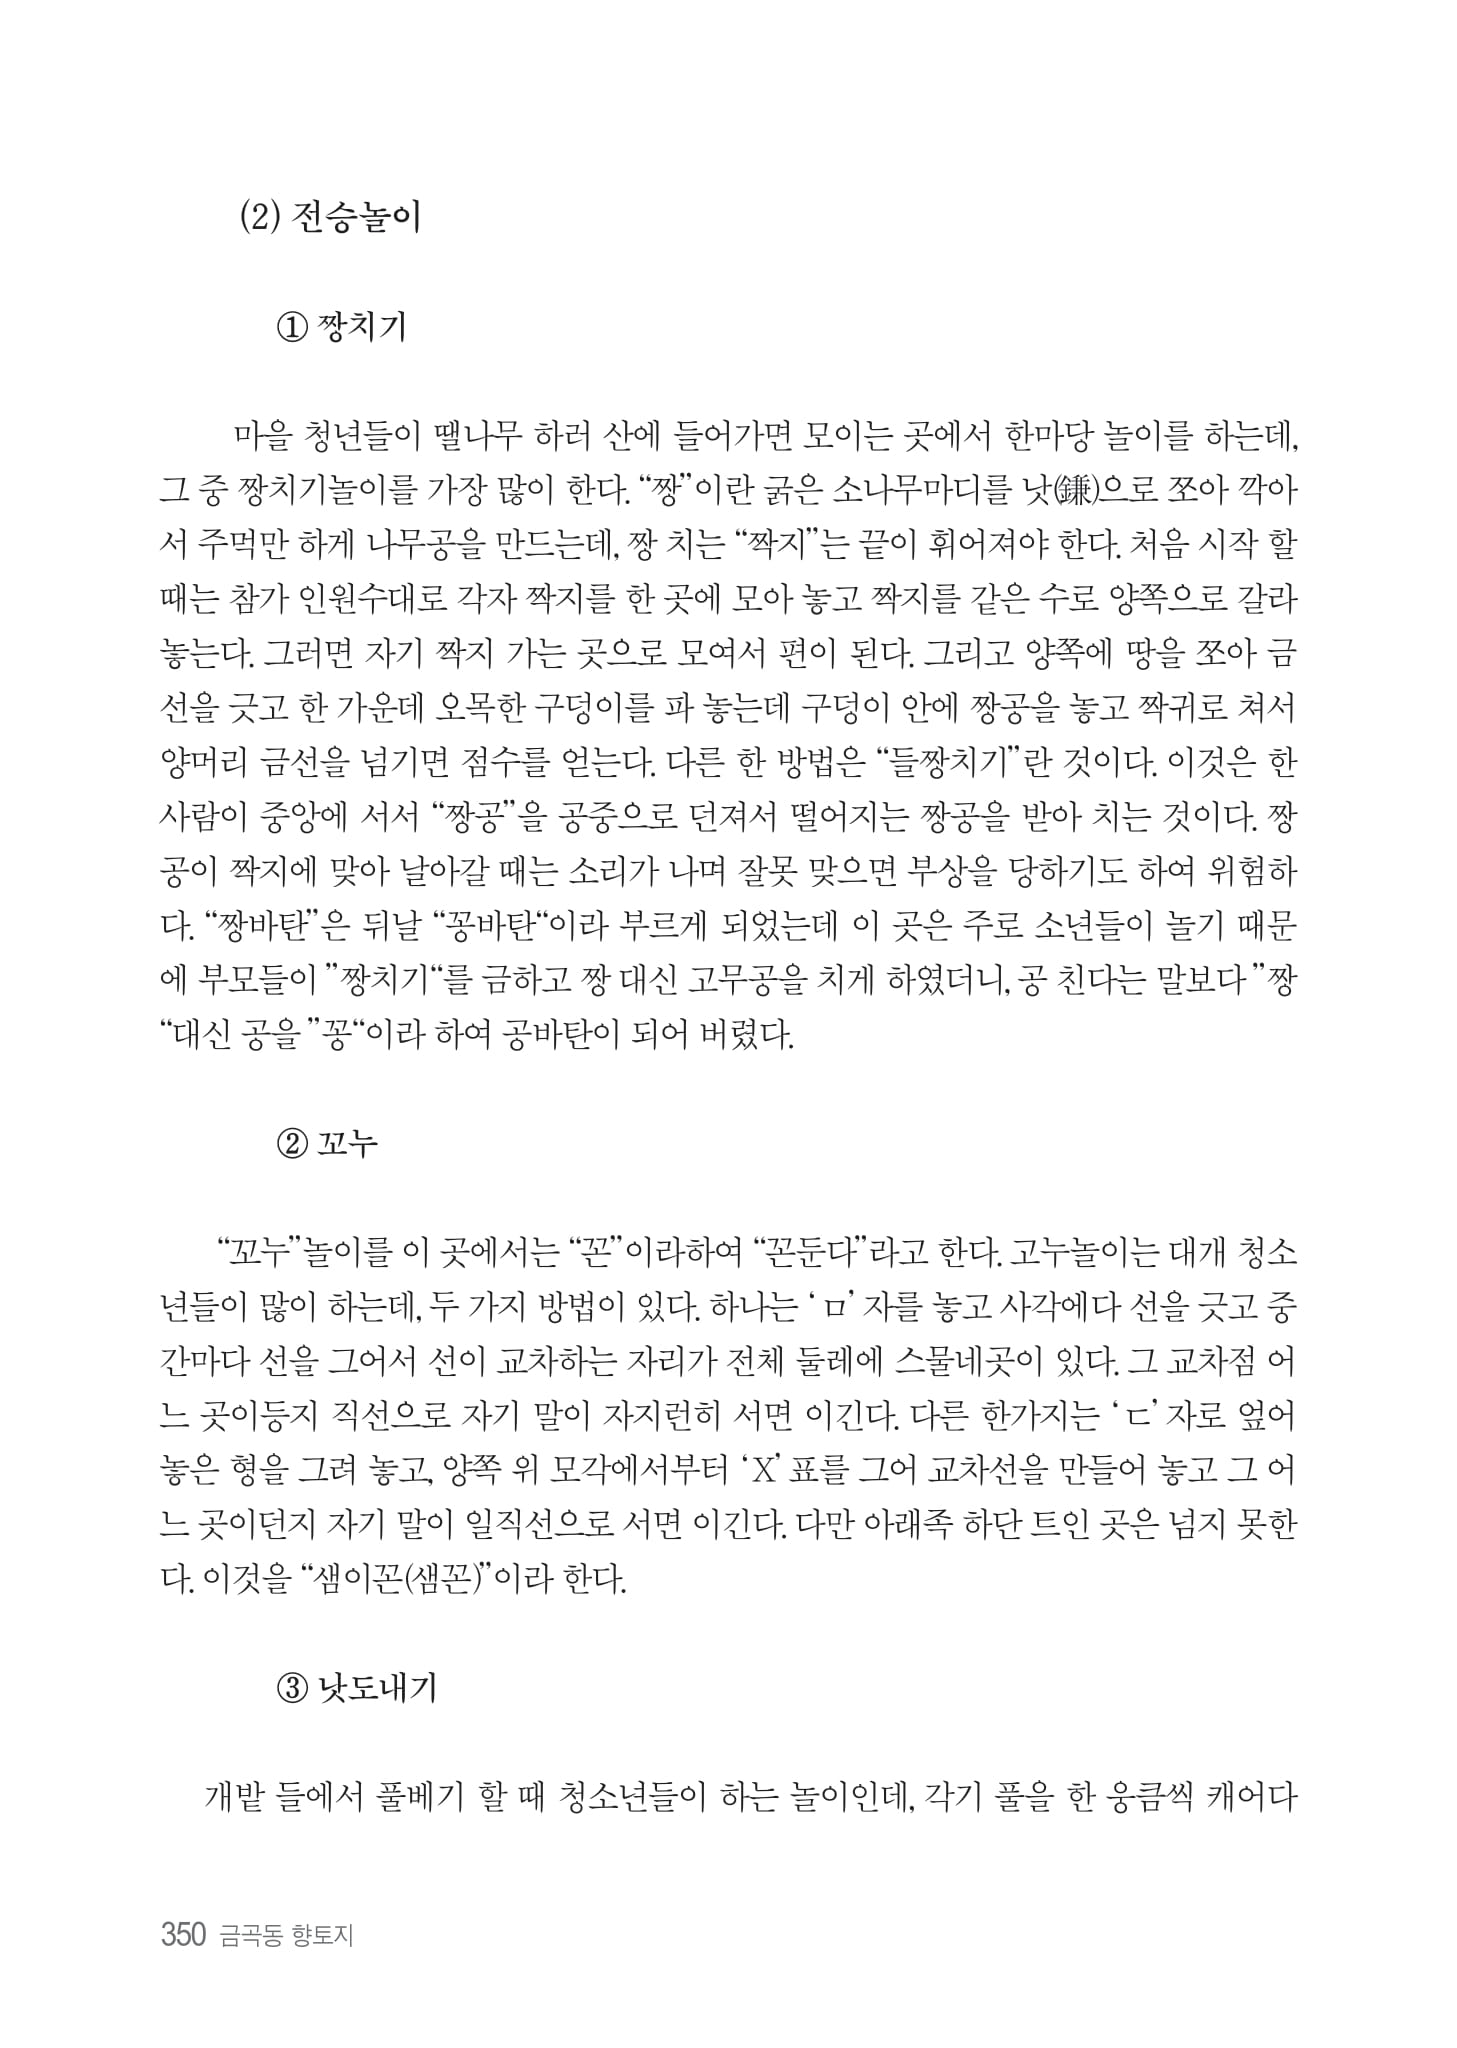 (2) 전승놀이
① 짱치기
마을 청년들이 땔나무 하러 산에 들어가면 모이는 곳에서 한마당 놀이를 하는데,
그 중 짱치기놀이를 가장 많이 한다. “짱”이란 굵은 소나무마디를 낫(鎌)으로 쪼아 깍아
서 주먹만 하게 나무공을 만드는데, 짱 치는 “짝지”는 끝이 휘어져야 한다. 처음 시작 할
때는 참가 인원수대로 각자 짝지를 한 곳에 모아 놓고 짝지를 같은 수로 양쪽으로 갈라
놓는다. 그러면 자기 짝지 가는 곳으로 모여서 편이 된다. 그리고 양쪽에 땅을 쪼아 금
선을 긋고 한 가운데 오목한 구덩이를 파 놓는데 구덩이 안에 짱공을 놓고 짝귀로 쳐서
양머리 금선을 넘기면 점수를 얻는다. 다른 한 방법은 “들짱치기”란 것이다. 이것은 한
사람이 중앙에 서서 “짱공”을 공중으로 던져서 떨어지는 짱공을 받아 치는 것이다. 짱
공이 짝지에 맞아 날아갈 때는 소리가 나며 잘못 맞으면 부상을 당하기도 하여 위험하
다. “짱바탄”은 뒤날 “꽁바탄“이라 부르게 되었는데 이 곳은 주로 소년들이 놀기 때문
에 부모들이 ”짱치기“를 금하고 짱 대신 고무공을 치게 하였더니, 공 친다는 말보다 ”짱
“대신 공을 ”꽁“이라 하여 공바탄이 되어 버렸다.
② 꼬누
“꼬누”놀이를 이 곳에서는 “꼰”이라하여 “꼰둔다”라고 한다. 고누놀이는 대개 청소
년들이 많이 하는데, 두 가지 방법이 있다. 하나는 ‘ ㅁ’ 자를 놓고 사각에다 선을 긋고 중
간마다 선을 그어서 선이 교차하는 자리가 전체 둘레에 스물네곳이 있다. 그 교차점 어
느 곳이등지 직선으로 자기 말이 자지런히 서면 이긴다. 다른 한가지는 ‘ ㄷ’ 자로 엎어
놓은 형을 그려 놓고, 양쪽 위 모각에서부터 ‘X’ 표를 그어 교차선을 만들어 놓고 그 어
느 곳이던지 자기 말이 일직선으로 서면 이긴다. 다만 아래족 하단 트인 곳은 넘지 못한
다. 이것을 “샘이꼰(샘꼰)”이라 한다.
③ 낫도내기
개밭 들에서 풀베기 할 때 청소년들이 하는 놀이인데, 각기 풀을 한 웅큼씩 캐어다
350 금곡동 향토지